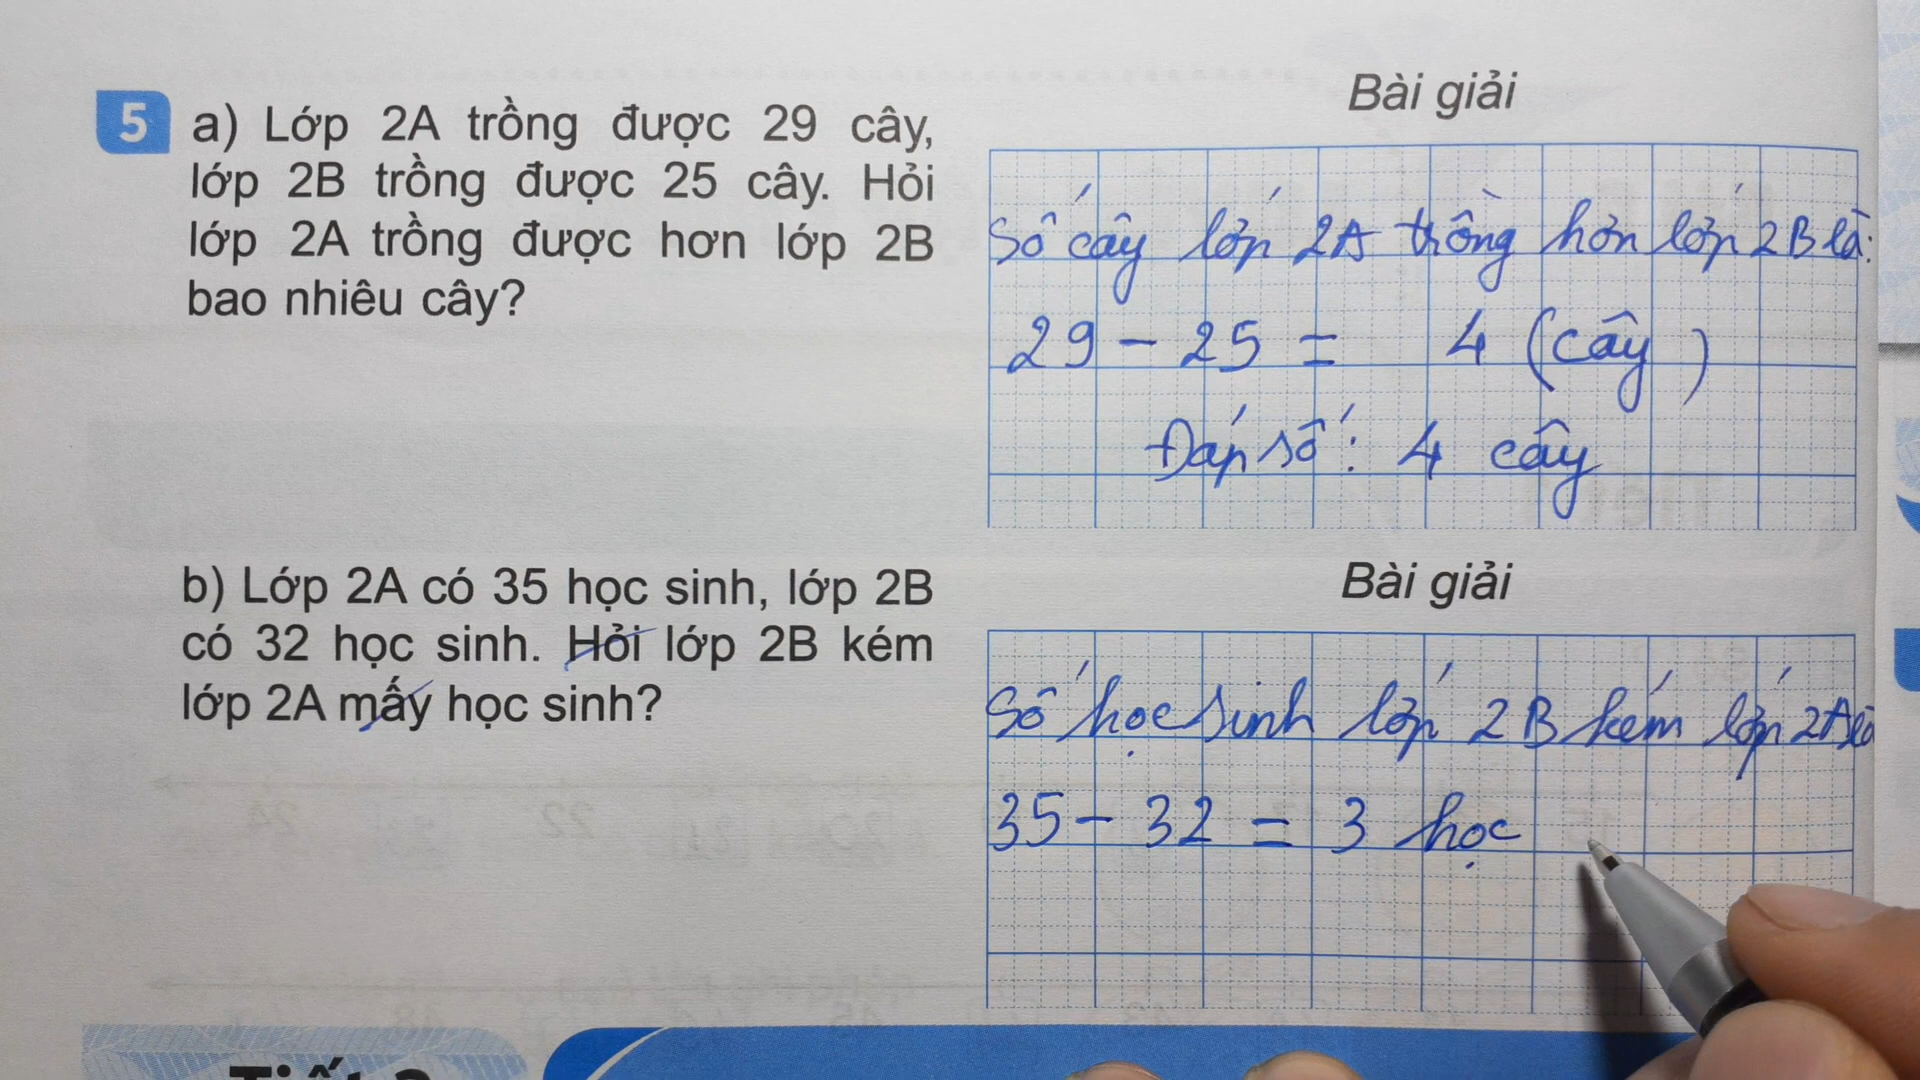 5 a) Lớp 2A trồng được 29 cây,
lớp 2B trồng được 25 cây. Hỏi
lớp 2A trồng được hơn lớp 2B
bao nhiêu cây?
Bài giải
Số cây lớp 2A trồng hơn lớp 2B là:
29 - 25 = 4 (cây)
Đáp số: 4 cây
b) Lớp 2A có 35 học sinh, lớp 2B
có 32 học sinh. Hỏi lớp 2B kém
lớp 2A mấy học sinh?
Bài giải
Số học sinh lớp 2B kém lớp 2A là
35 - 32 = 3 học